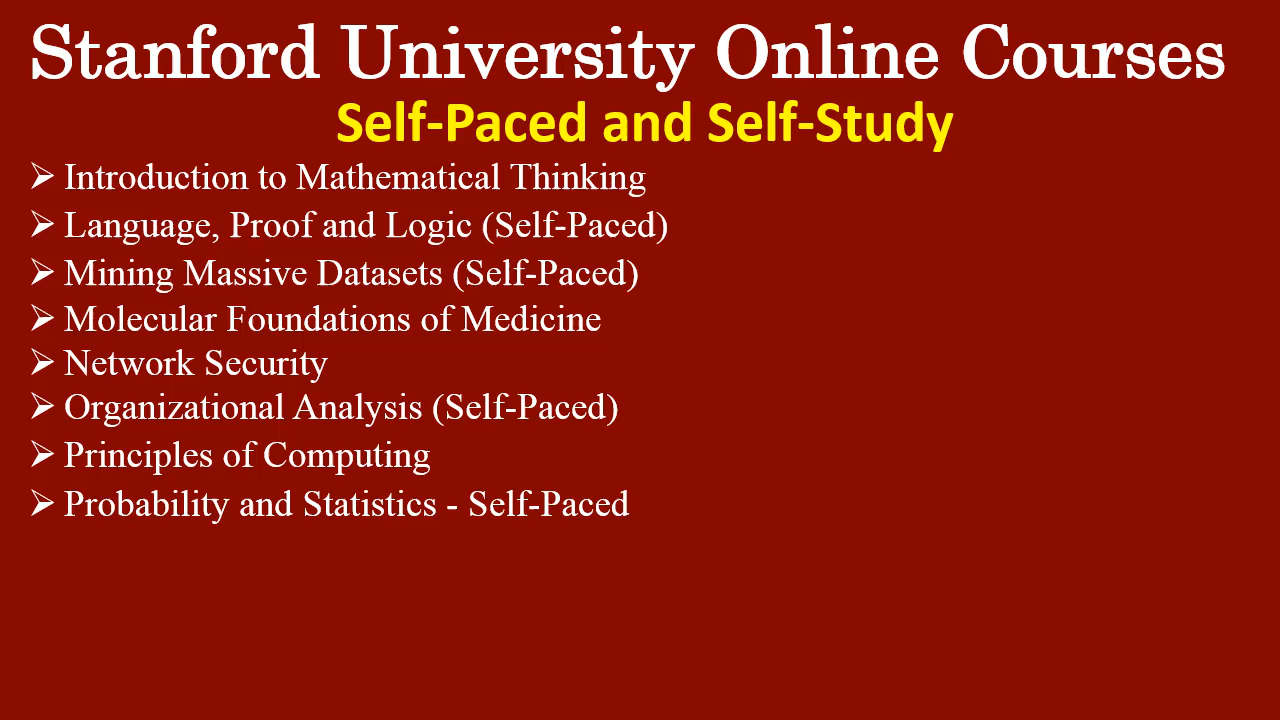 Stanford University Online Courses
Self-Paced and Self-Study
➢ Introduction to Mathematical Thinking
➢ Language, Proof and Logic (Self-Paced)
➢ Mining Massive Datasets (Self-Paced)
➢ Molecular Foundations of Medicine
➢ Network Security
➢ Organizational Analysis (Self-Paced)
➢ Principles of Computing
➢ Probability and Statistics - Self-Paced